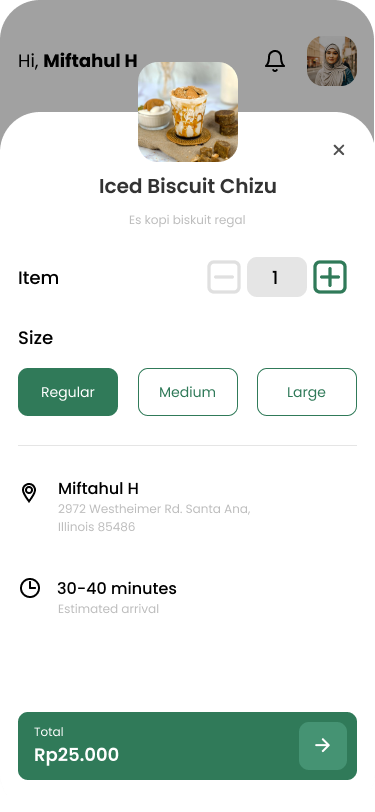 Hi, Miftahul H
Iced Biscuit Chizu
Es kopi biskuit regal
Item
1
Size
Regular
Medium
Large
Miftahul H
2972 Westheimer Rd. Santa Ana,
Illinois 85486
30-40 minutes
Estimated arrival
Total
Rp25.000